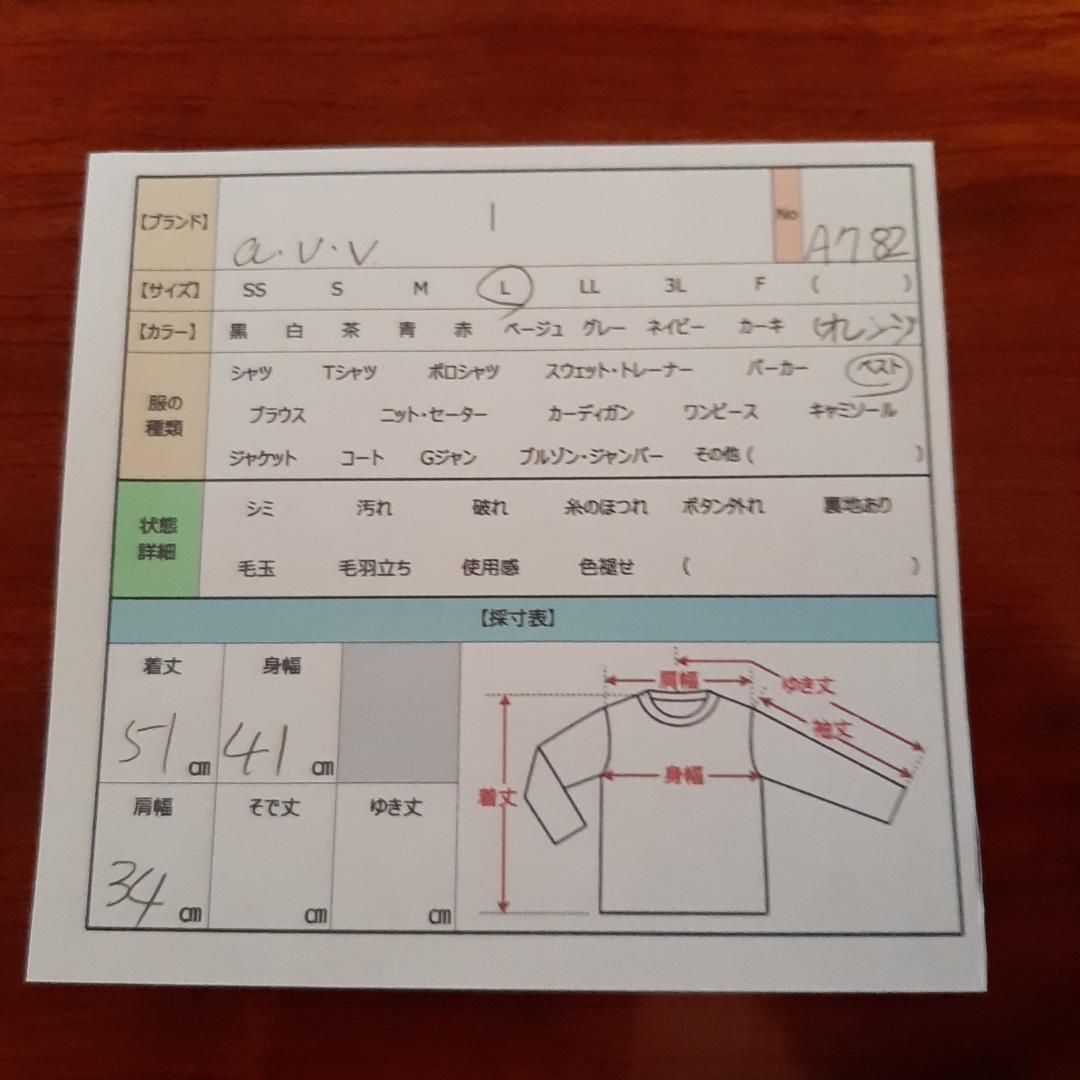 【ブランド】 a.v.v | No A782
【サイズ】 SS S M L LL 3L F ( )
【カラー】 黒 白 茶 青 赤 ベージュ グレー ネイビー カーキ (オレンジ)
服の種類
シャツ Tシャツ ポロシャツ スウェット・トレーナー パーカー ベスト
ブラウス ニット・セーター カーディガン ワンピース キャミソール
ジャケット コート Gジャン ブルゾン・ジャンパー その他 ( )
状態詳細
シミ 汚れ 破れ 糸のほつれ ボタン外れ 裏地あり
毛玉 毛羽立ち 使用感 色褪せ ( )
【採寸表】
着丈 身幅
51 cm 41 cm
肩幅 そで丈 ゆき丈
34 cm cm cm
肩幅 ゆき丈
袖丈
身幅
着丈